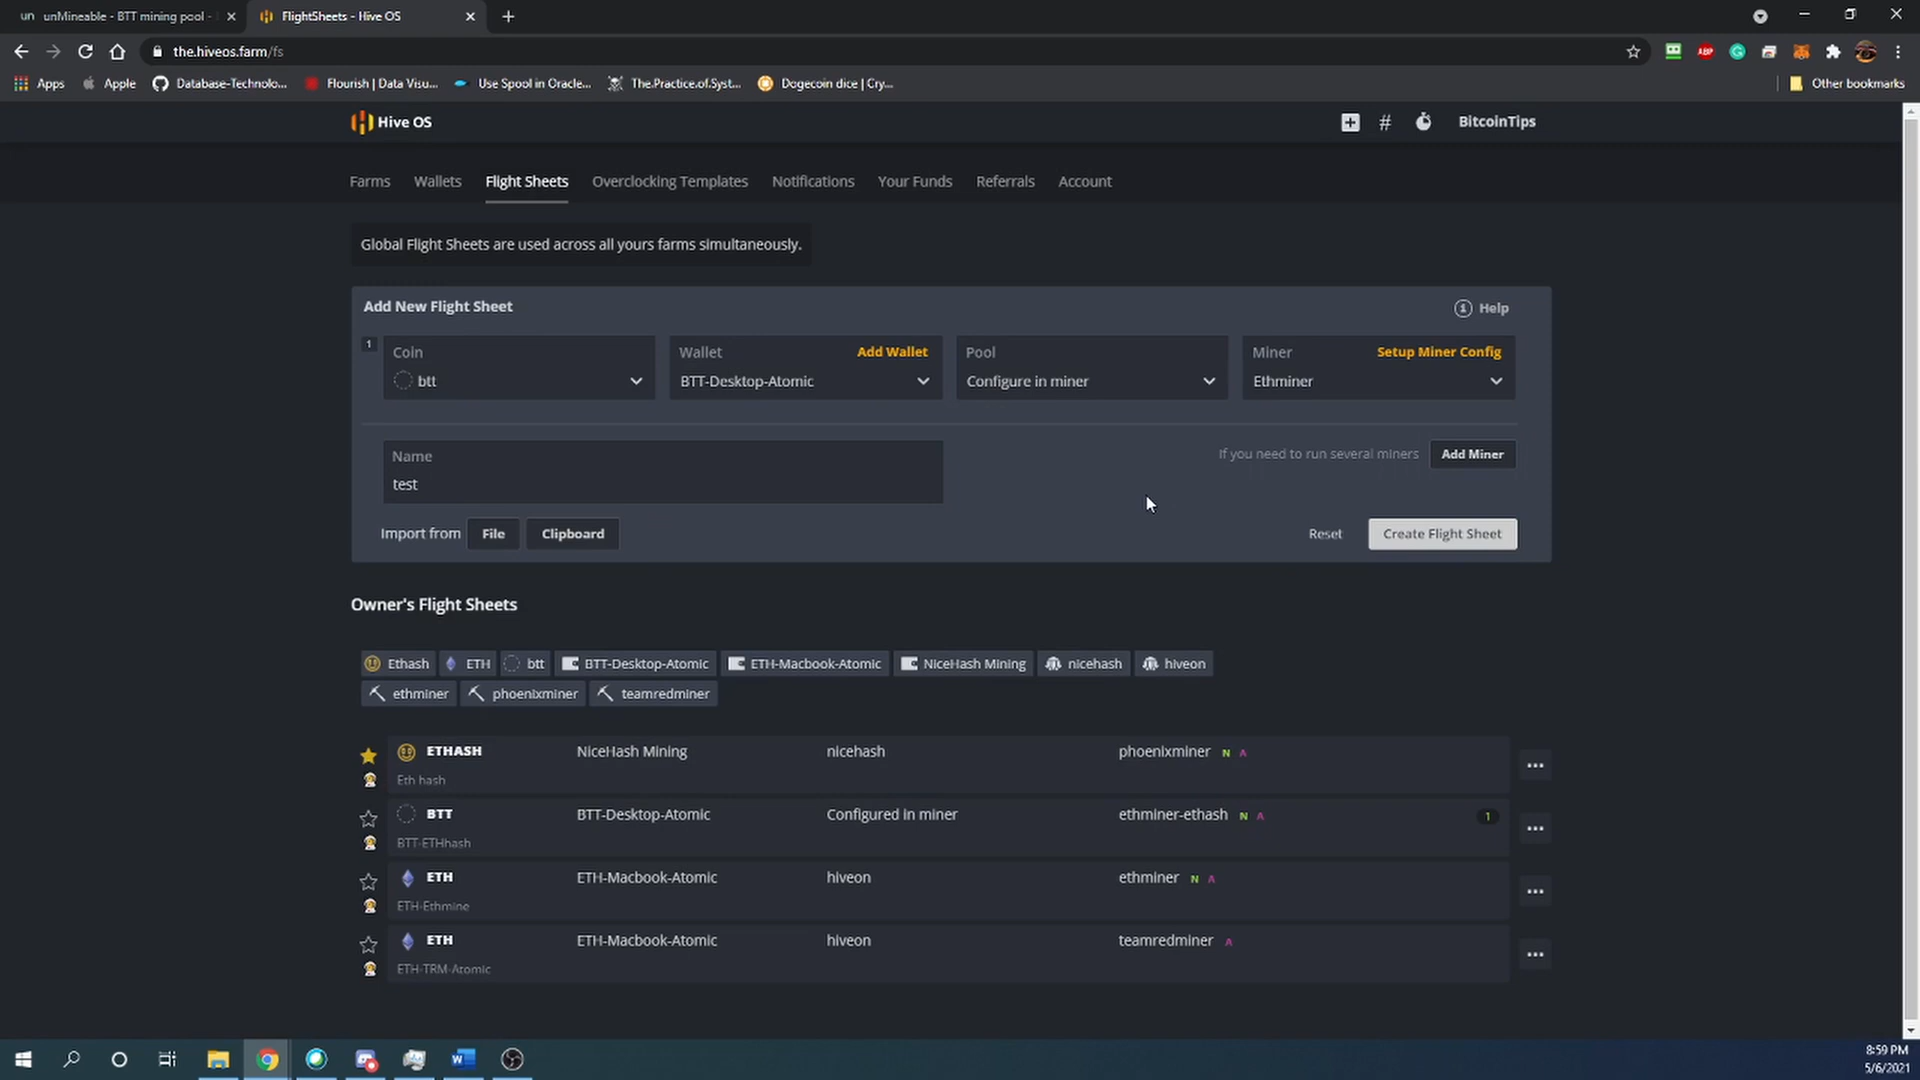 unMineable - BTT mining pool -
FlightSheets - Hive OS
the.hiveos.farm/fs
ABP
Apps
Apple
Database-Technolo...
Flourish | Data Visu...
Use Spool in Oracle...
The.Practice.of.Syst...
Dogecoin dice | Cry...
Other bookmarks
Hive OS
BitcoinTips
Farms
Wallets
Flight Sheets
Overclocking Templates
Notifications
Your Funds
Referrals
Account
Global Flight Sheets are used across all yours farms simultaneously.
Add New Flight Sheet
Help
1
Coin
btt
Wallet
Add Wallet
BTT-Desktop-Atomic
Pool
Configure in miner
Miner
Setup Miner Config
Ethminer
Name
test
If you need to run several miners
Add Miner
Import from
File
Clipboard
Reset
Create Flight Sheet
Owner's Flight Sheets
Ethash
ETH
btt
BTT-Desktop-Atomic
ETH-Macbook-Atomic
NiceHash Mining
nicehash
hiveon
ethminer
phoenixminer
teamredminer
ETHASH
NiceHash Mining
nicehash
phoenixminer N A
Eth hash
BTT
BTT-Desktop-Atomic
Configured in miner
ethminer-ethash N A
1
BTT-ETHhash
ETH
ETH-Macbook-Atomic
hiveon
ethminer N A
ETH-Ethmine
ETH
ETH-Macbook-Atomic
hiveon
teamredminer A
ETH-TRM-Atomic
8:59 PM
5/6/2021